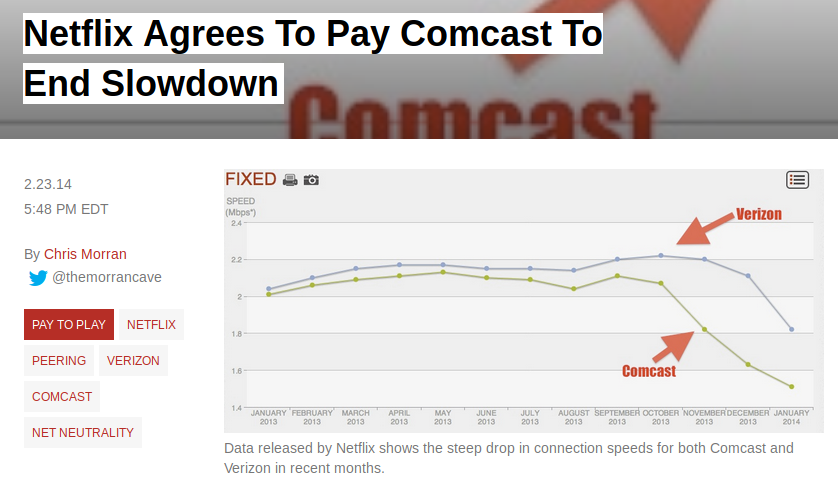 Netflix Agrees To Pay Comcast To
End Slowdown
Comcast
2.23.14
5:48 PM EDT
By Chris Morran
@themorrancave
PAY TO PLAY
NETFLIX
PEERING
VERIZON
COMCAST
NET NEUTRALITY
FIXED
SPEED
(Mbps*)
2.4
2.2
2
1.8
1.6
1.4
Verizon
Comcast
JANUARY FEBRUARY MARCH APRIL MAY JUNE JULY AUGUST SEPTEMBER OCTOBER NOVEMBER DECEMBER JANUARY
2013 2013 2013 2013 2013 2013 2013 2013 2013 2013 2013 2013 2014
Data released by Netflix shows the steep drop in connection speeds for both Comcast and
Verizon in recent months.